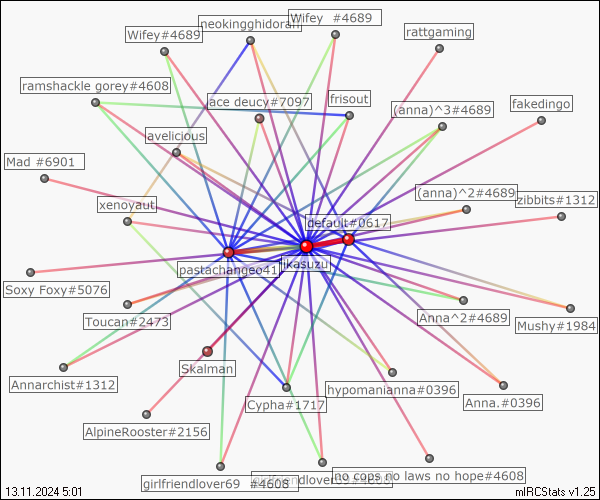 Wifey #4689
neokingghidorah
Wifey#4689
rattgaming
ramshackle gorey#4608
ace deucy#7097
frisout
(anna)^3#4689
fakedingo
avelicious
Mad #6901
(anna)^2#4689
zibbits#1312
xenoyaut
default#0617
pastachangeo41
ikasuzu
Soxy Foxy#5076
Toucan#2473
Anna^2#4689
Mushy#1984
Skalman
Annarchist#1312
hypomanianna#0396
Anna.#0396
Cypha#1717
AlpineRooster#2156
girlfriendlover69 #4608
girlfriendlover69#4608
no cops no laws no hope#4608
13.11.2024 5:01
mIRCStats v1.25